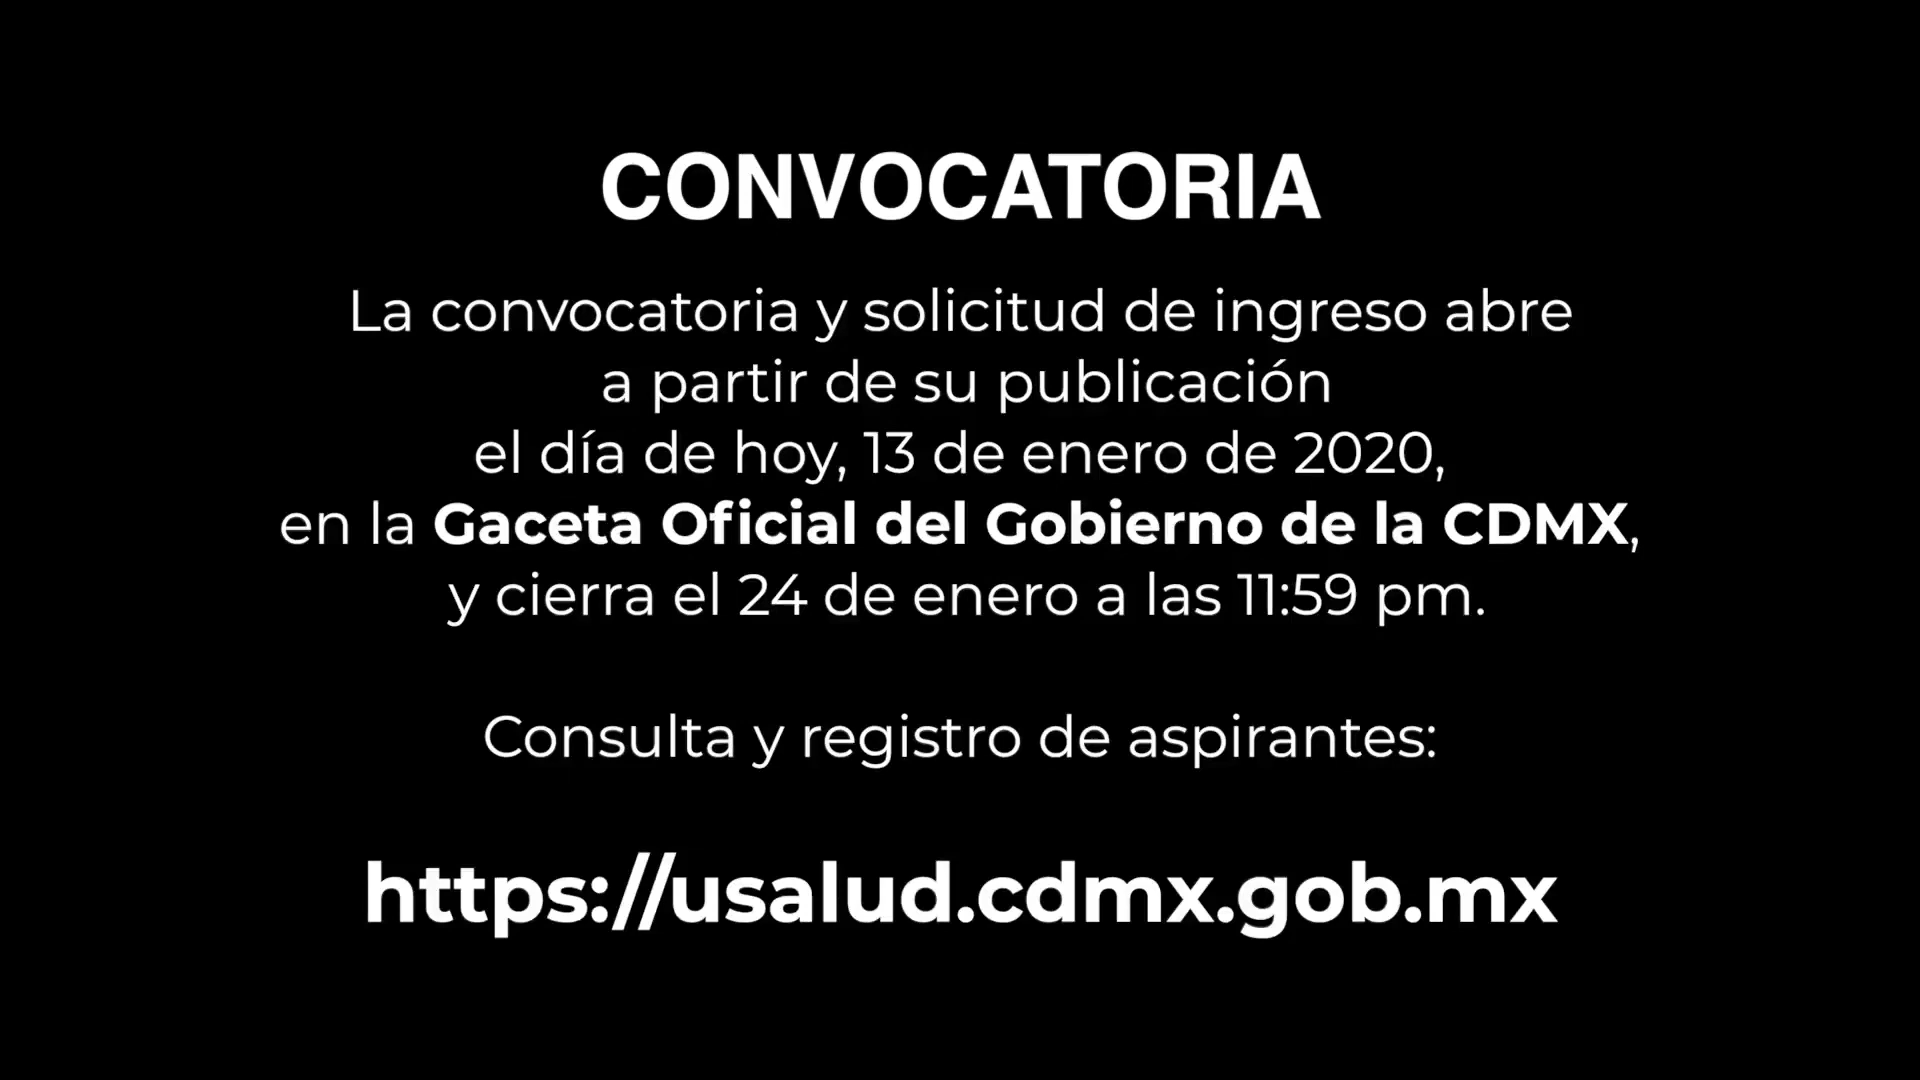 CONVOCATORIA
La convocatoria y solicitud de ingreso abre
a partir de su publicación
el día de hoy, 13 de enero de 2020,
en la Gaceta Oficial del Gobierno de la CDMX,
y cierra el 24 de enero a las 11:59 pm.
Consulta y registro de aspirantes:
https://usalud.cdmx.gob.mx